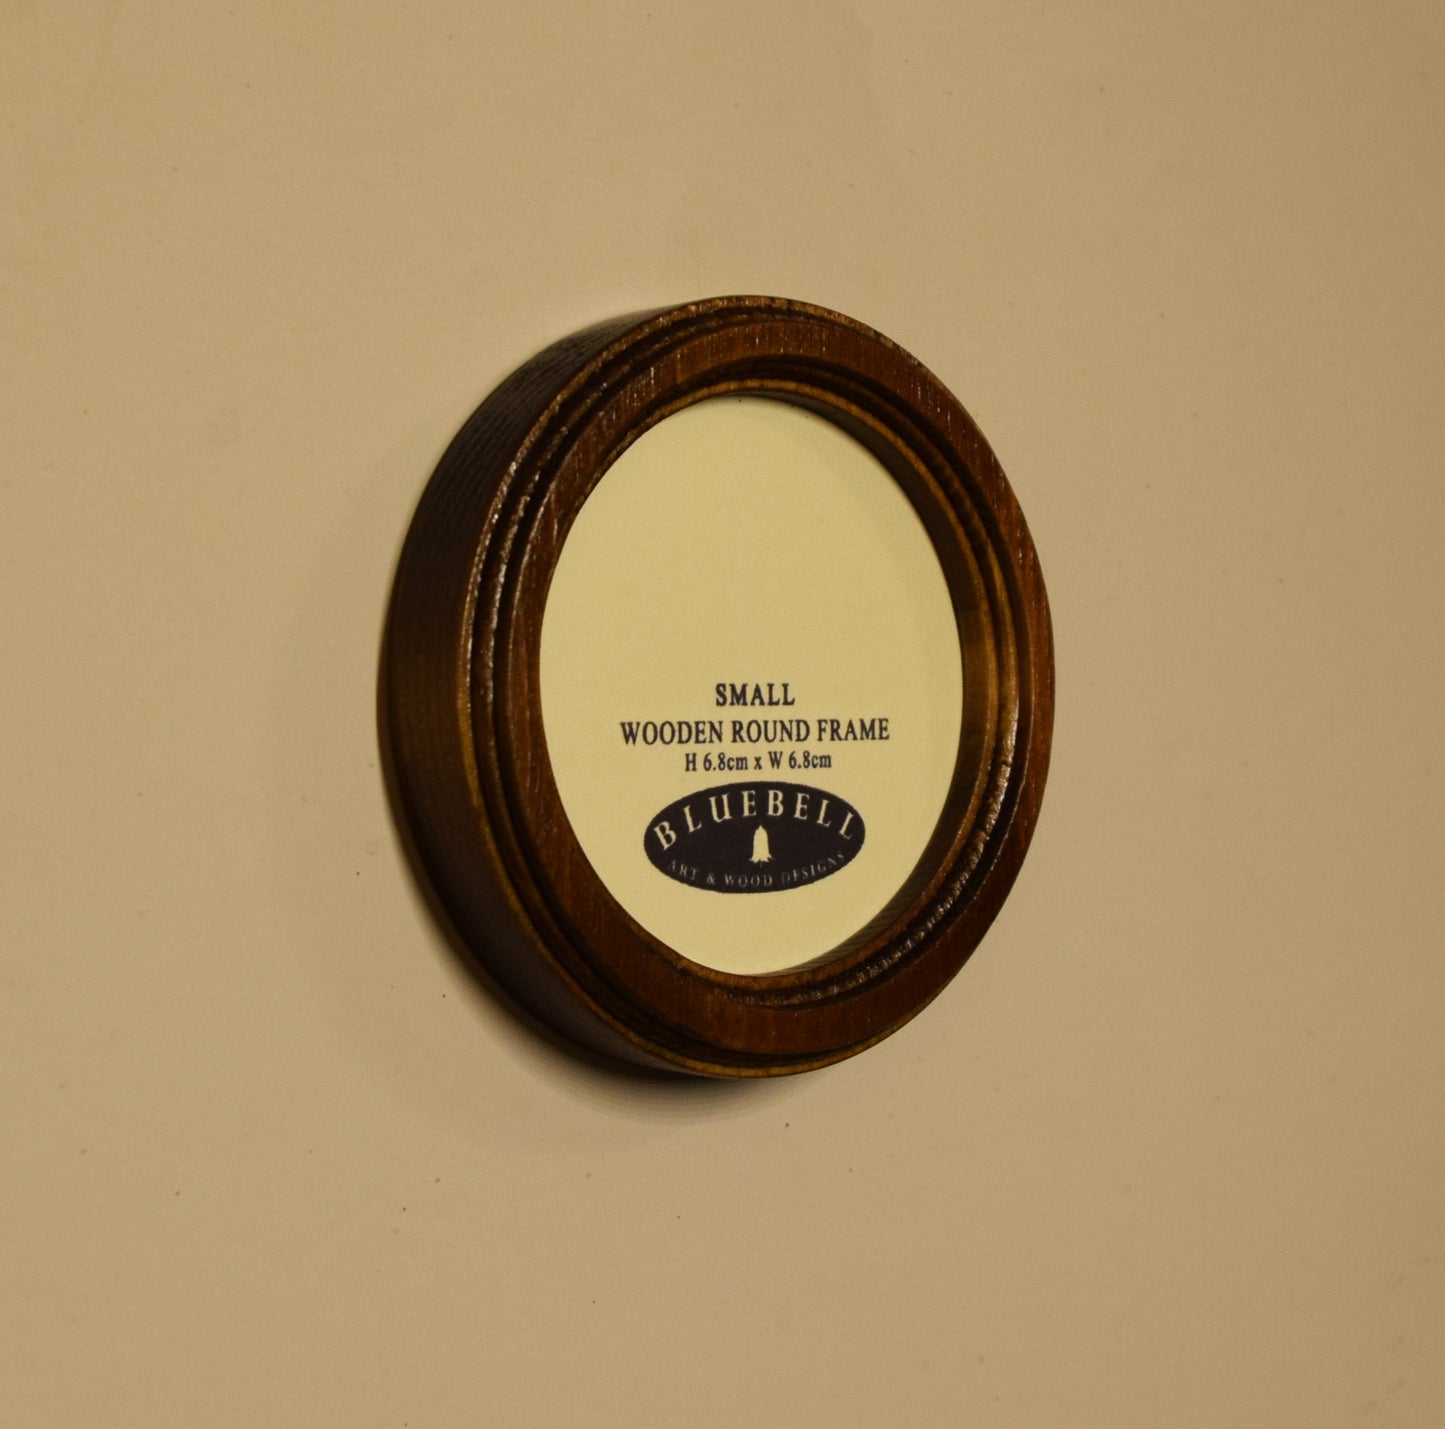 SMALL
WOODEN ROUND FRAME
H 6.8cm x W 6.8cm
BLUEBELL
ART & WOOD DESIGNS